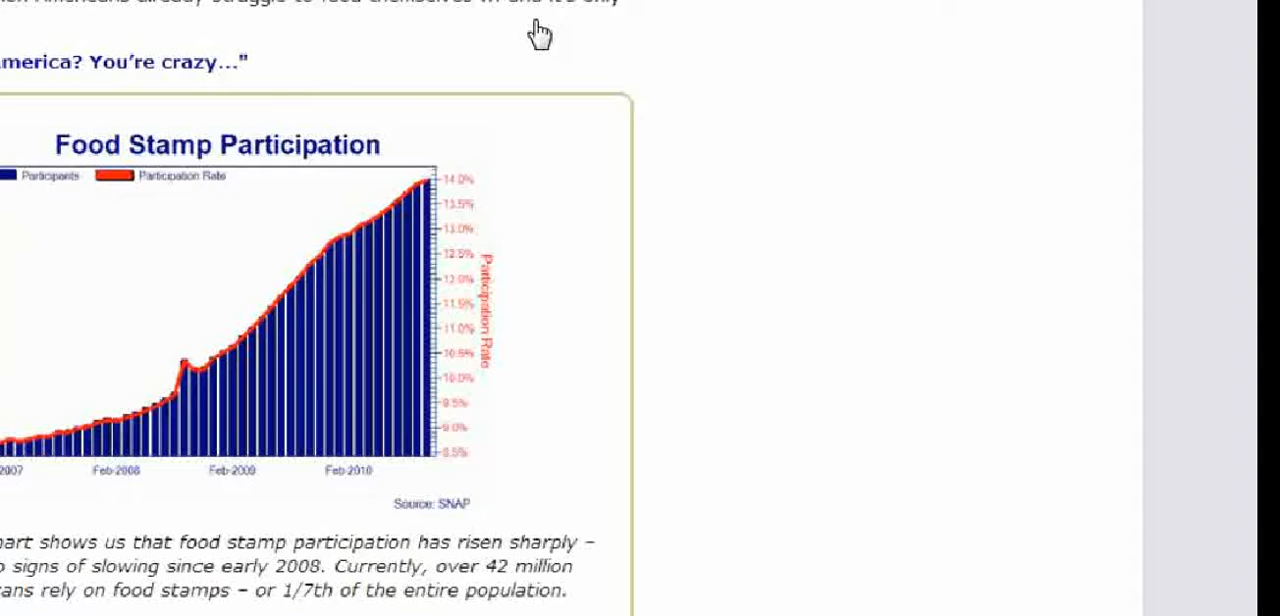 merica? You're crazy..."
Food Stamp Participation
Participants Participation Rate
14.0%
13.5%
13.0%
12.5%
12.0%
11.5%
11.0%
10.5%
10.0%
9.5%
9.0%
8.5%
Participation Rate
2007 Feb-2008 Feb-2009 Feb-2010
Source: SNAP
hart shows us that food stamp participation has risen sharply –
signs of slowing since early 2008. Currently, over 42 million
ans rely on food stamps – or 1/7th of the entire population.